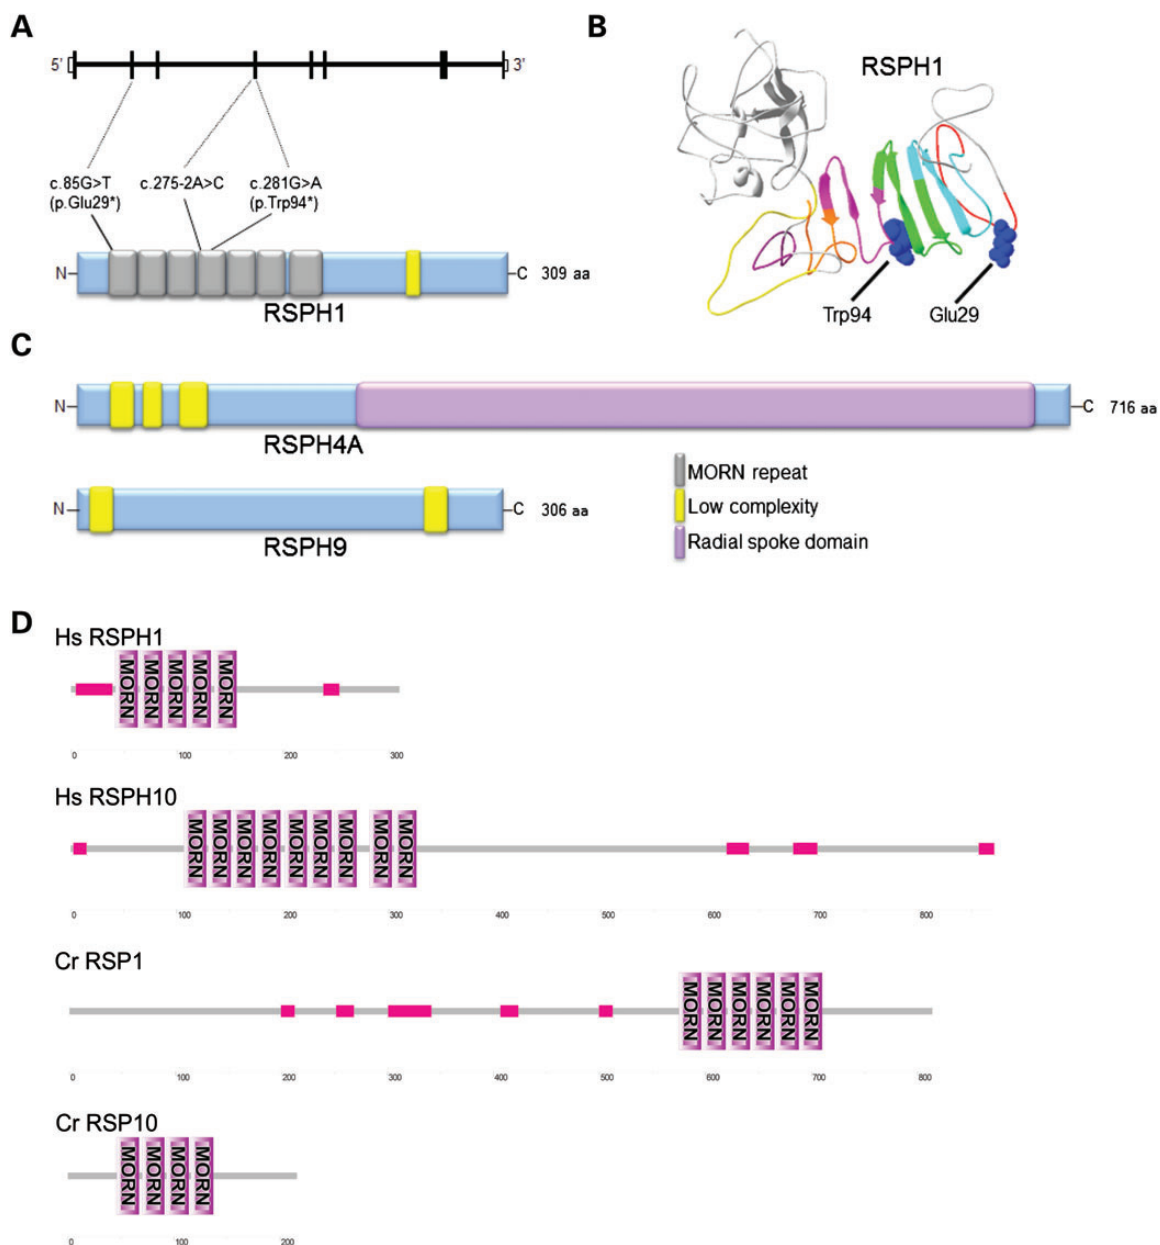 A
5' 3'
c.85G>T
(p.Glu29*)
c.275-2A>C
c.281G>A
(p.Trp94*)
N C 309 aa
RSPH1
B
RSPH1
Trp94 Glu29
C
N C 716 aa
RSPH4A
N C 306 aa
RSPH9
MORN repeat
Low complexity
Radial spoke domain
D
Hs RSPH1
MORN MORN MORN MORN MORN
0 100 200 300
Hs RSPH10
MORN MORN MORN MORN MORN MORN MORN MORN MORN
0 100 200 300 400 500 600 700 800
Cr RSP1
MORN MORN MORN MORN MORN MORN
0 100 200 300 400 500 600 700 800
Cr RSP10
MORN MORN MORN MORN
0 100 200